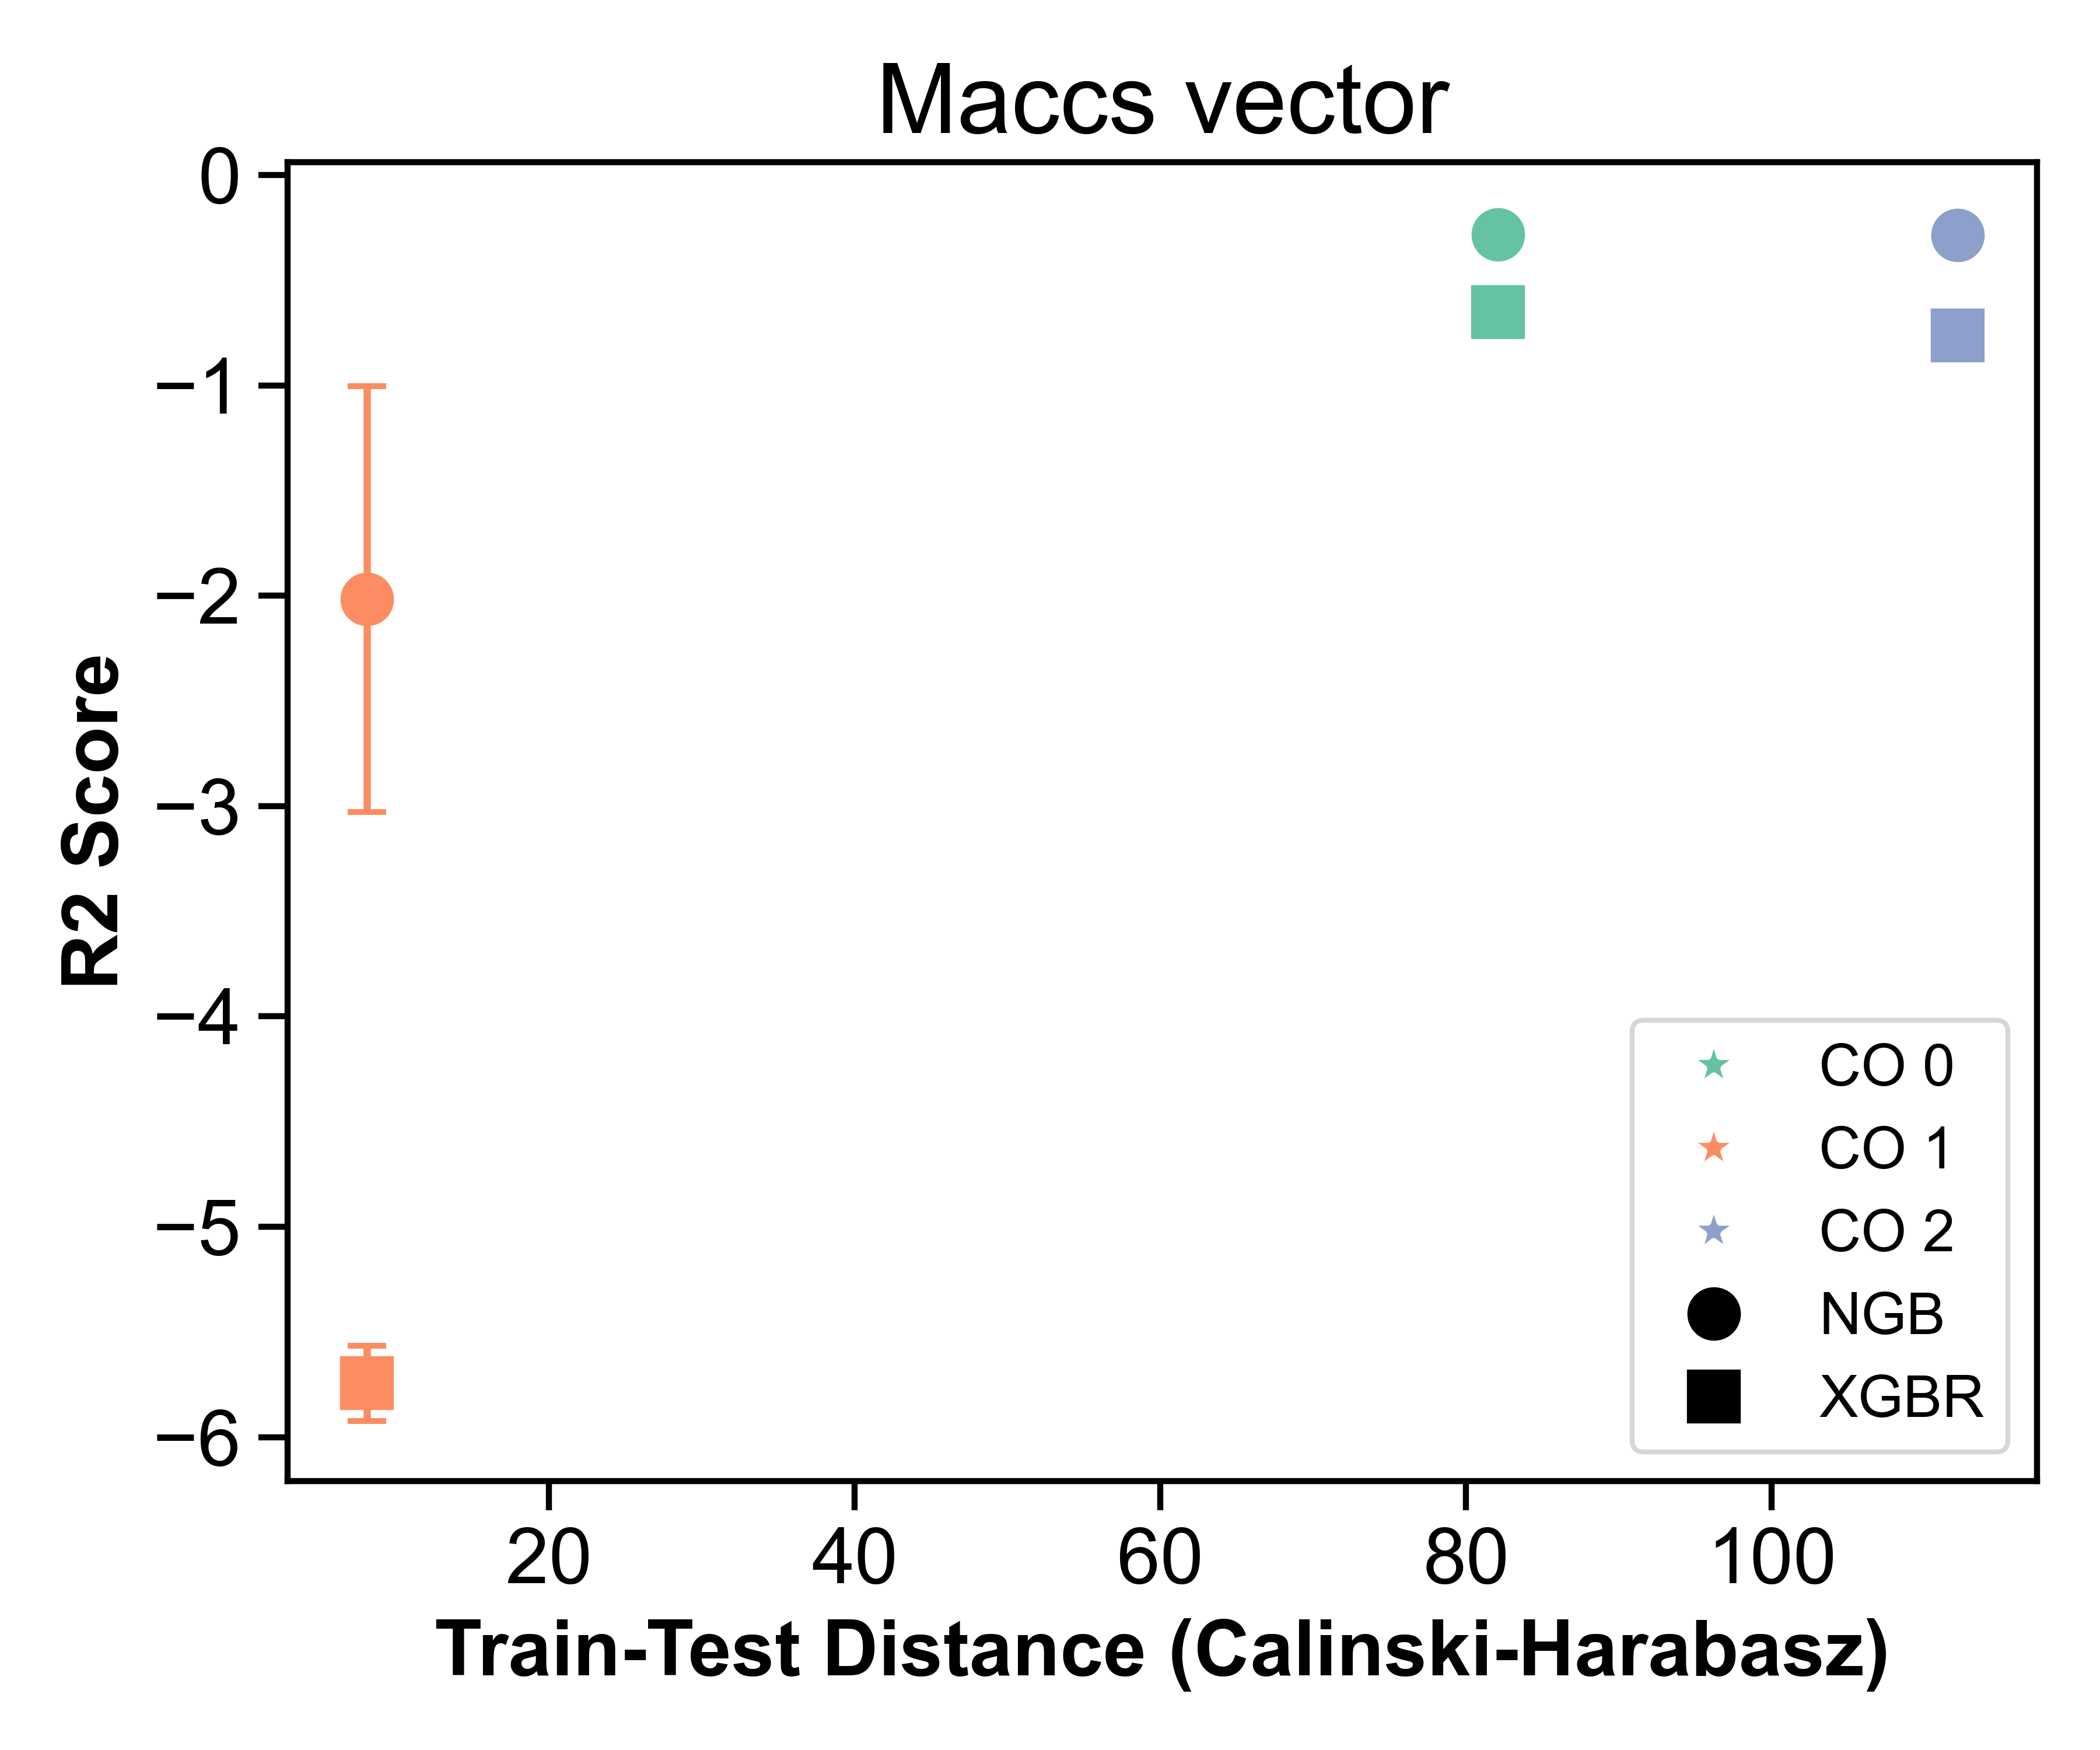 Maccs vector
0
−1
−2
−3
−4
−5
−6
R2 Score
CO 0
CO 1
CO 2
NGB
XGBR
20 40 60 80 100
Train-Test Distance (Calinski-Harabasz)